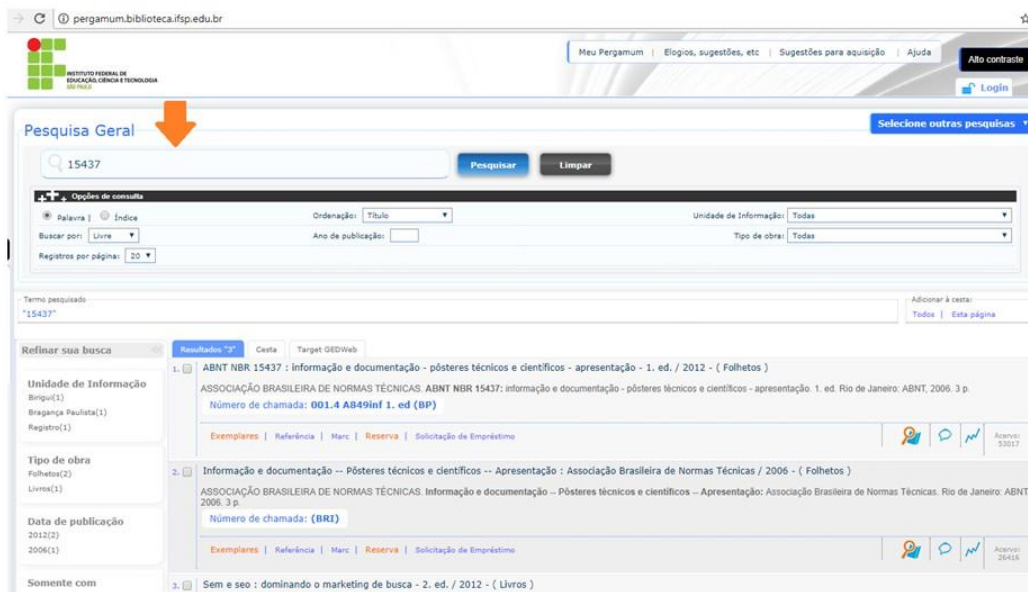 pergamum.biblioteca.ifsp.edu.br
Meu Pergamum | Elogios, sugestões, etc | Sugestões para aquisição | Ajuda
Alto contraste
INSTITUTO FEDERAL DE
EDUCAÇÃO, CIÊNCIA E TECNOLOGIA
SÃO PAULO
Login
Pesquisa Geral
Selecione outras pesquisas
15437
Pesquisar
Limpar
Opções de consulta
Palavra | Índice
Ordenação: Título
Unidade de Informação: Todas
Buscar por: Livre
Ano de publicação:
Tipo de obra: Todas
Registros por página: 20
Termo pesquisado
"15437"
Adicionar à cesta:
Todos | Esta página
Refinar sua busca
Resultados "3"
Cesta
Target GEDWeb
Unidade de Informação
Birigui(1)
Bragança Paulista(1)
Registro(1)
Tipo de obra
Folhetos(2)
Livros(1)
Data de publicação
2012(2)
2006(1)
Somente com
1. ABNT NBR 15437 : informação e documentação - pôsteres técnicos e científicos - apresentação - 1. ed. / 2012 - ( Folhetos )
ASSOCIAÇÃO BRASILEIRA DE NORMAS TÉCNICAS. ABNT NBR 15437: informação e documentação - pôsteres técnicos e científicos - apresentação. 1. ed. Rio de Janeiro: ABNT, 2006. 3 p.
Número de chamada: 001.4 A849inf 1. ed (BP)
Exemplares | Referência | Marc | Reserva | Solicitação de Empréstimo
Acervo:
53017
2. Informação e documentação -- Pôsteres técnicos e científicos -- Apresentação : Associação Brasileira de Normas Técnicas / 2006 - ( Folhetos )
ASSOCIAÇÃO BRASILEIRA DE NORMAS TÉCNICAS. Informação e documentação -- Pôsteres técnicos e científicos -- Apresentação: Associação Brasileira de Normas Técnicas. Rio de Janeiro: ABNT
2006. 3 p.
Número de chamada: (BRI)
Exemplares | Referência | Marc | Reserva | Solicitação de Empréstimo
Acervo:
26416
3. Sem e seo : dominando o marketing de busca - 2. ed. / 2012 - ( Livros )